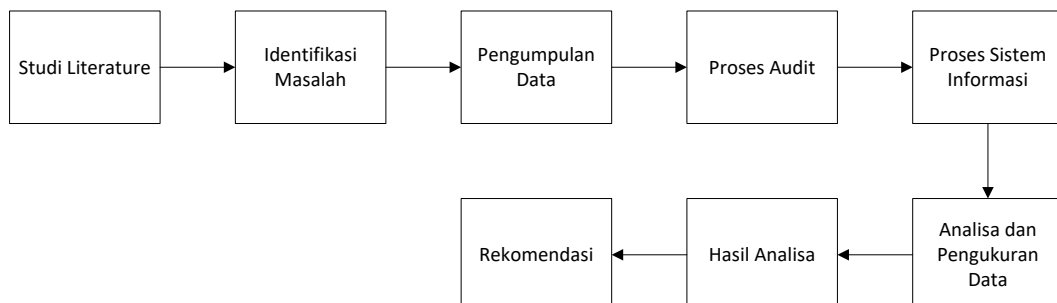 Studi Literature
Identifikasi
Masalah
Pengumpulan
Data
Proses Audit
Proses Sistem
Informasi
Analisa dan
Pengukuran
Data
Hasil Analisa
Rekomendasi